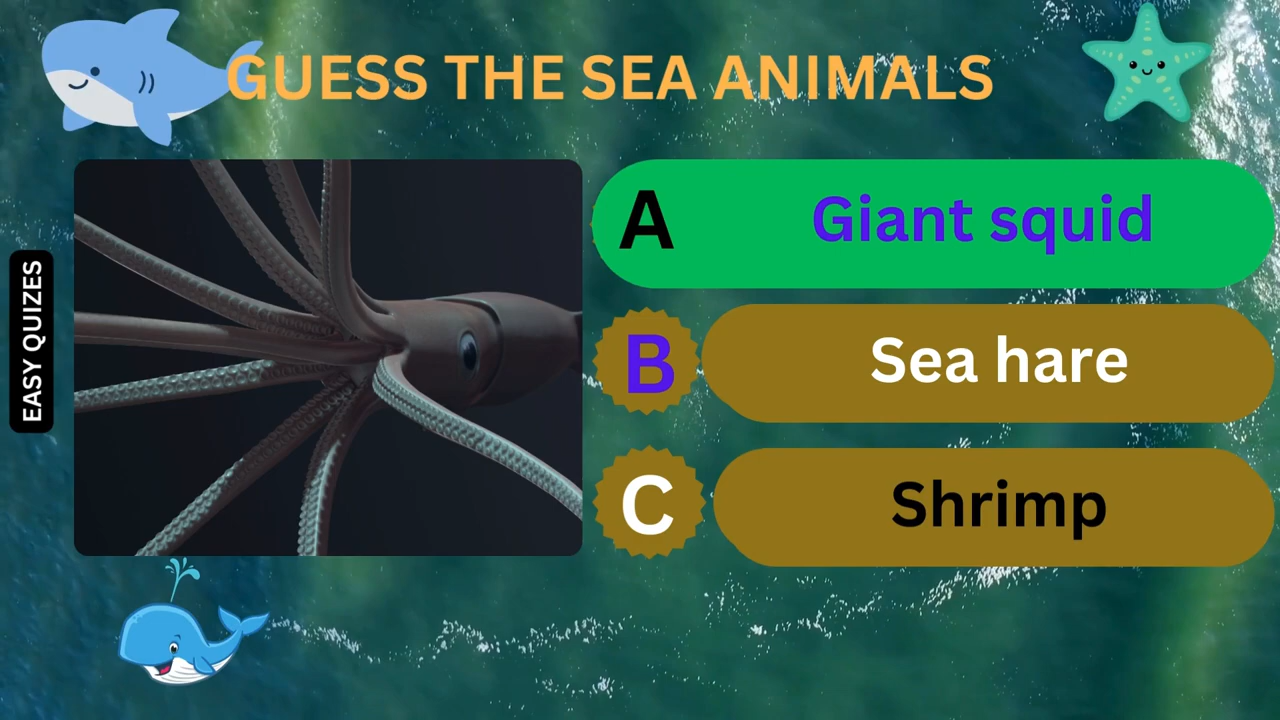 GUESS THE SEA ANIMALS
EASY QUIZES
A
Giant squid
B
Sea hare
C
Shrimp